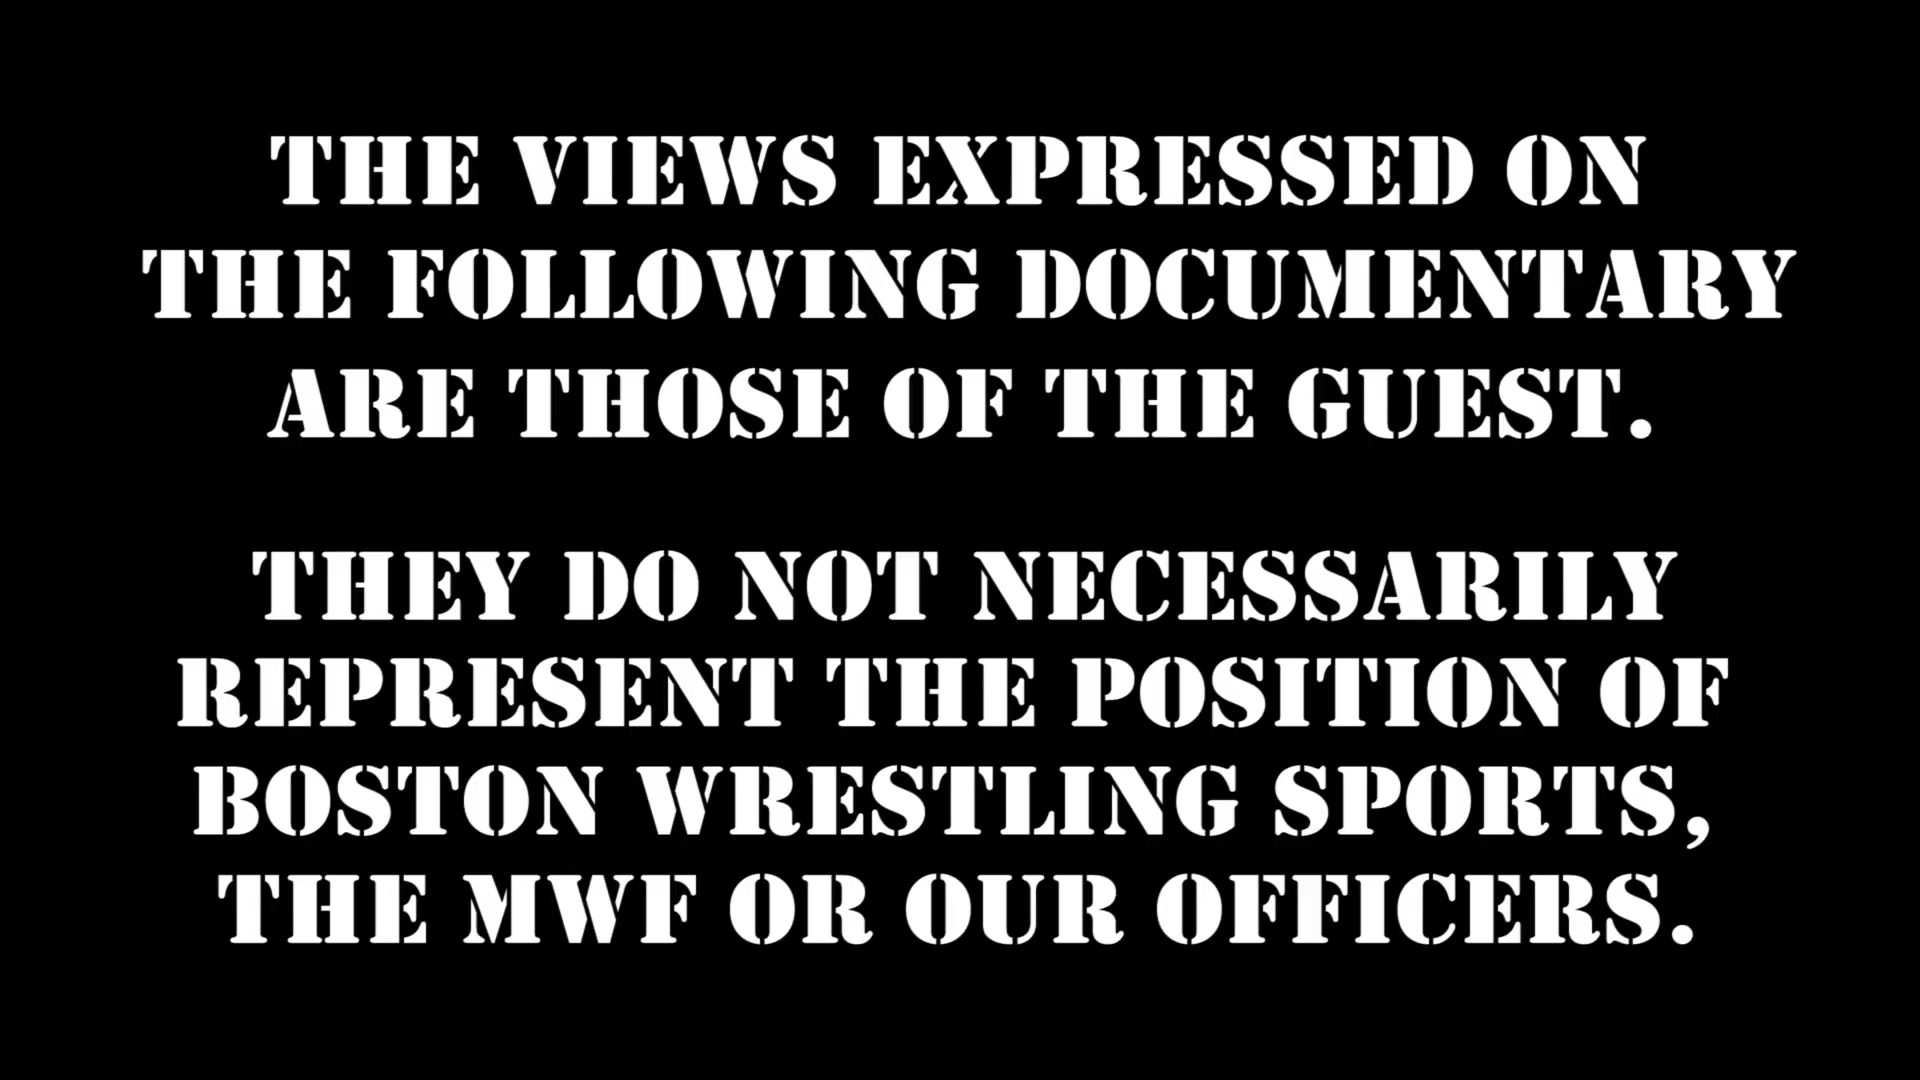 THE VIEWS EXPRESSED ON
THE FOLLOWING DOCUMENTARY
ARE THOSE OF THE GUEST.
THEY DO NOT NECESSARILY
REPRESENT THE POSITION OF
BOSTON WRESTLING SPORTS,
THE MWF OR OUR OFFICERS.